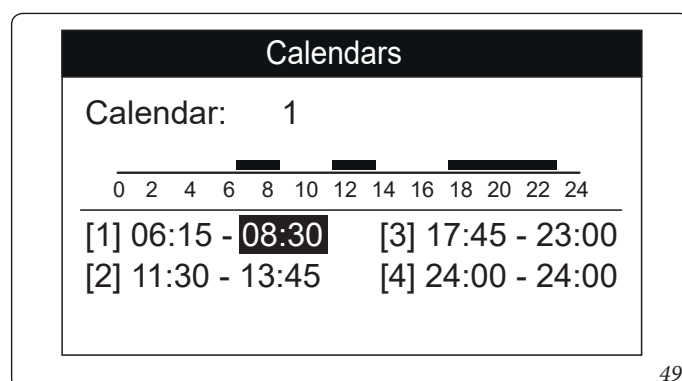 Calendars
Calendar: 1
0 2 4 6 8 10 12 14 16 18 20 22 24
[1] 06:15 - 08:30 [3] 17:45 - 23:00
[2] 11:30 - 13:45 [4] 24:00 - 24:00
49